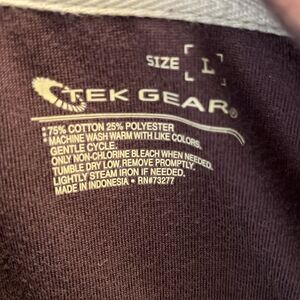 SIZE L
TEK GEAR®
• 75% COTTON 25% POLYESTER
• MACHINE WASH WARM WITH LIKE COLORS.
GENTLE CYCLE.
ONLY NON-CHLORINE BLEACH WHEN NEEDED.
TUMBLE DRY LOW. REMOVE PROMPTLY.
LIGHTLY STEAM IRON IF NEEDED.
MADE IN INDONESIA • RN#73277